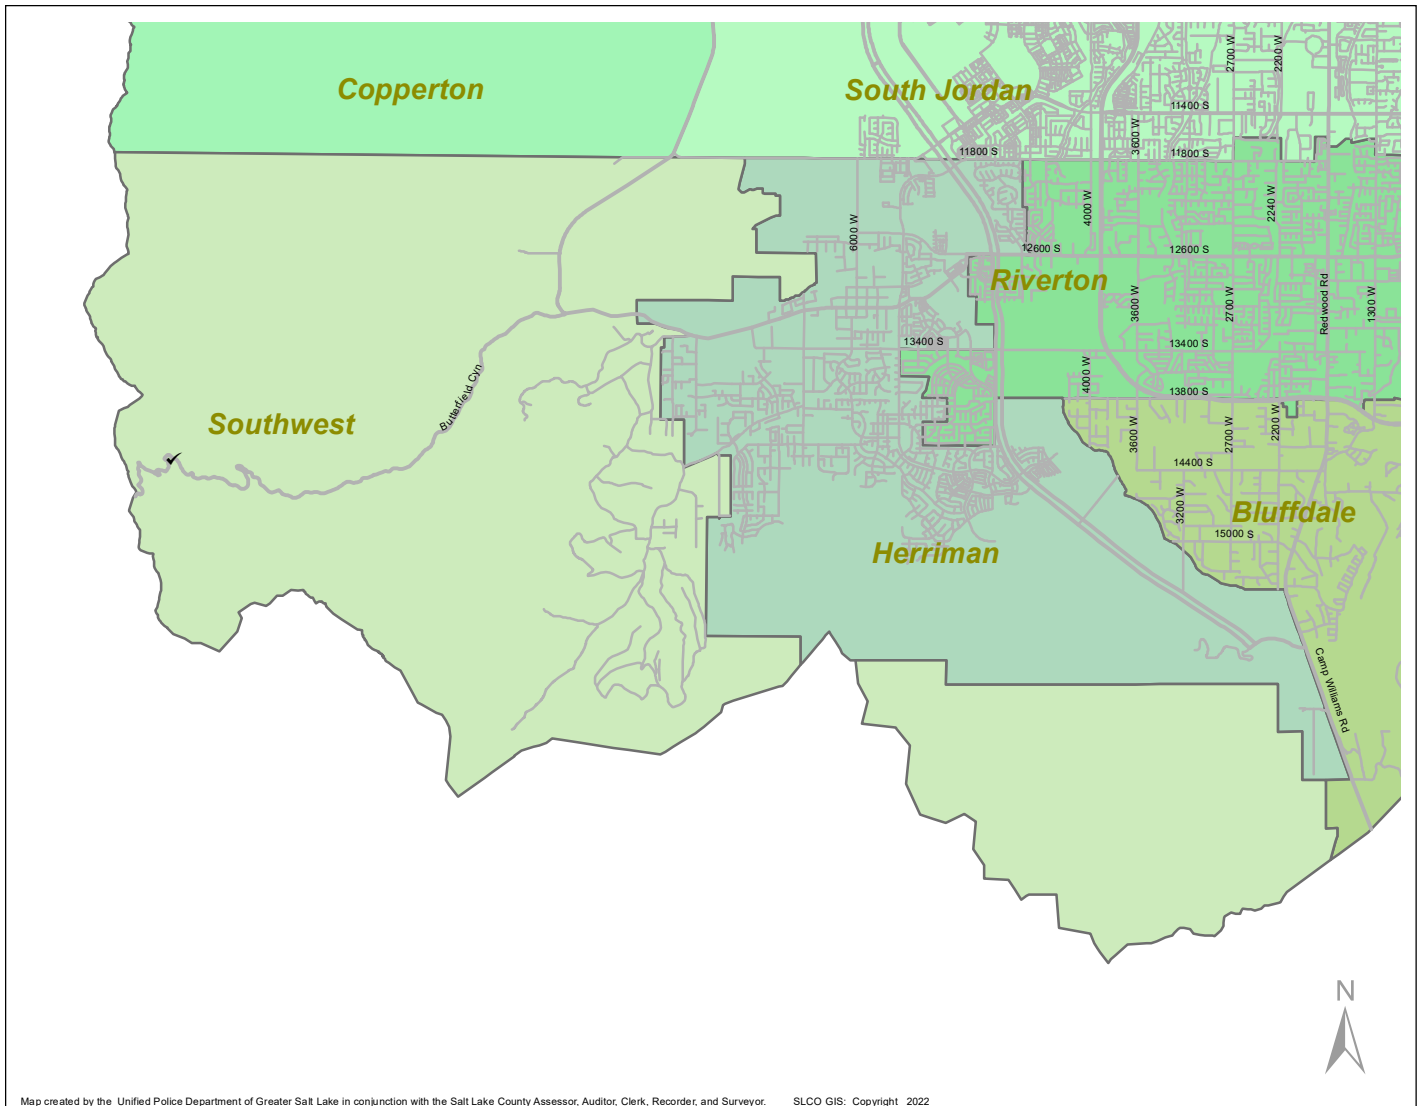 2700 W
2200 W
Copperton
South Jordan
11400 S
3600 W
11800 S
11800 S
4000 W
2240 W
6000 W
12600 S
12600 S
Riverton
3600 W
2700 W
Redwood Rd
1300 W
13400 S
13400 S
4000 W
13800 S
Butterfield Cyn
Southwest
3600 W
2700 W
2200 W
14400 S
3200 W
Bluffdale
15000 S
Herriman
Camp Williams Rd
N
Map created by the Unified Police Department of Greater Salt Lake in conjunction with the Salt Lake County Assessor, Auditor, Clerk, Recorder, and Surveyor. SLCO GIS: Copyright 2022